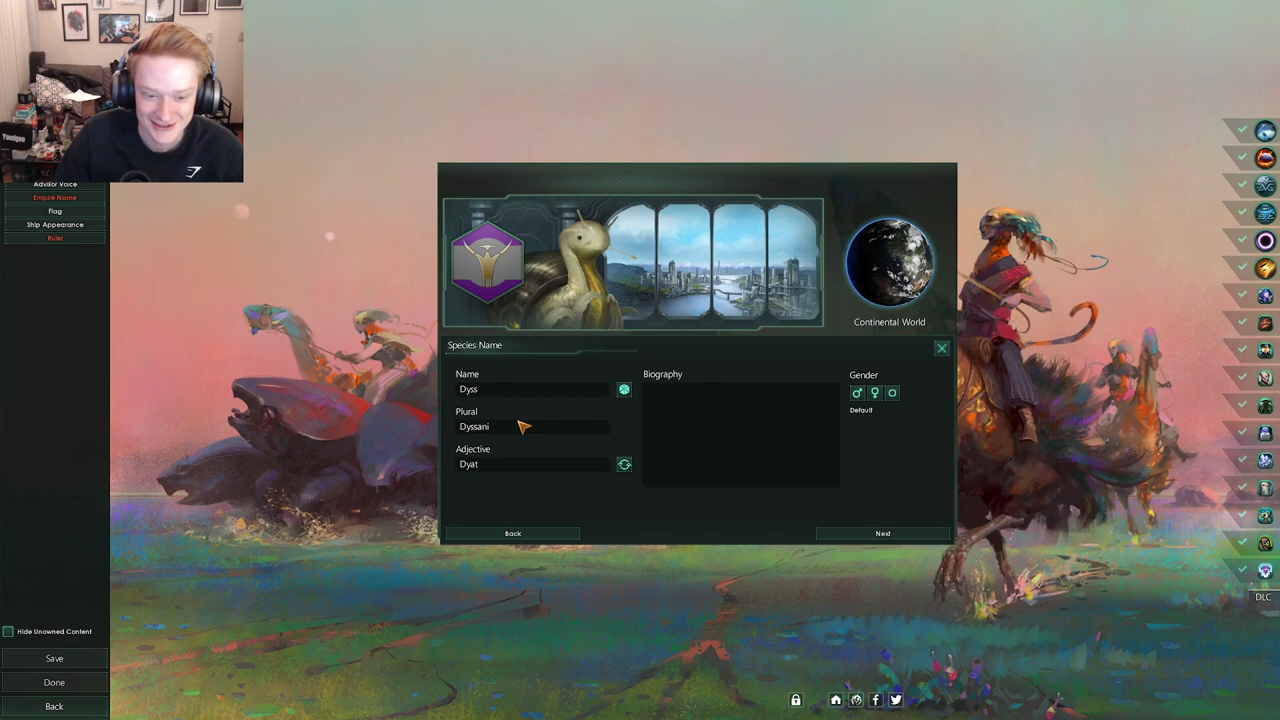 Advisor Voice
Empire Name
Flag
Ship Appearance
Ruler
Continental World
Species Name
Name
Dyss
Plural
Dyssani
Adjective
Dyat
Biography
Gender
Default
Back
Next
DLC
Hide Unowned Content
Save
Done
Back